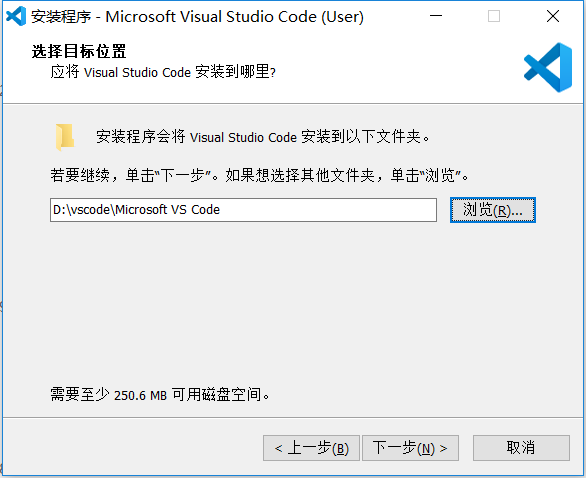 安装程序 - Microsoft Visual Studio Code (User)
选择目标位置
应将 Visual Studio Code 安装到哪里?
安装程序会将 Visual Studio Code 安装到以下文件夹。
若要继续，单击“下一步”。如果想选择其他文件夹，单击“浏览”。
D:\vscode\Microsoft VS Code
浏览(R)...
需要至少 250.6 MB 可用磁盘空间。
< 上一步(B) 下一步(N) > 取消